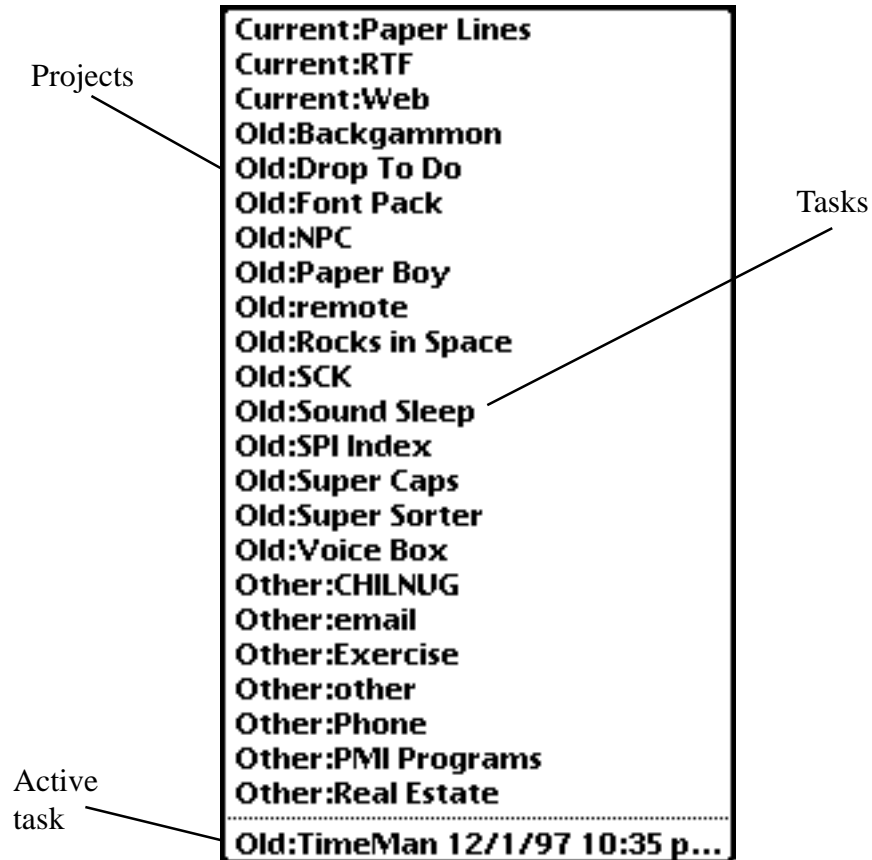 Current:Paper Lines
Current:RTF
Projects
Current:Web
Old:Backgammon
Old:Drop To Do
Old:Font Pack
Tasks
Old:NPC
Old:Paper Boy
Old:remote
Old:Rocks in Space
Old:SCK
Old:Sound Sleep
Old:SPI Index
Old:Super Caps
Old:Super Sorter
Old:Voice Box
Other:CHILNUG
Other:email
Other:Exercise
Other:other
Other:Phone
Other:PMI Programs
Other:Real Estate
Active
task
Old:TimeMan 12/1/97 10:35 p...